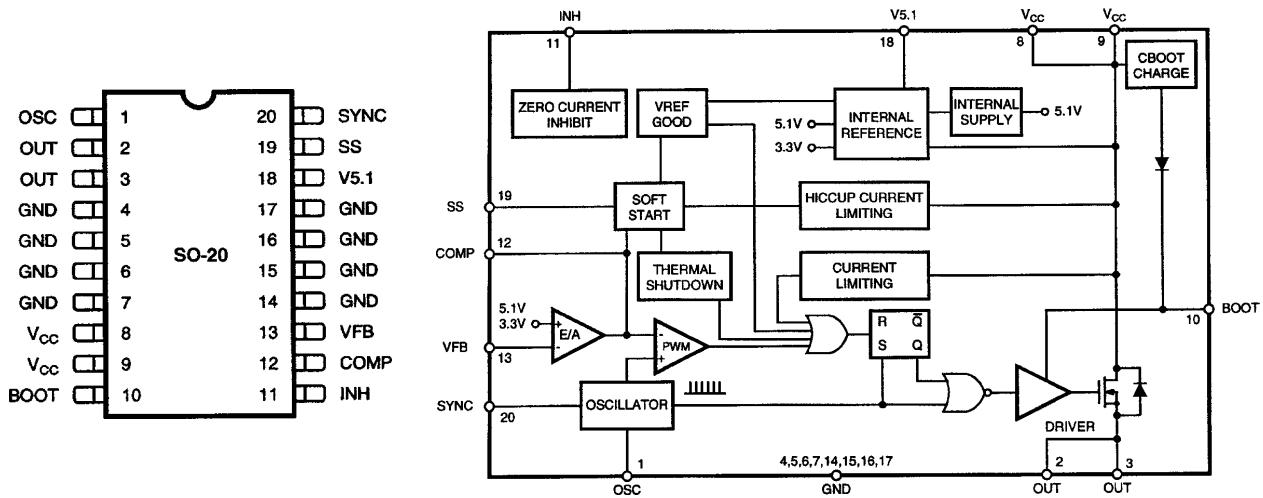 OSC 1 20 SYNC
OUT 2 19 SS
OUT 3 18 V5.1
GND 4 17 GND
GND 5 16 GND
GND 6 SO-20 15 GND
GND 7 14 GND
VCC 8 13 VFB
VCC 9 12 COMP
BOOT 10 11 INH
INH V5.1 VCC VCC
11 18 8 9
CBOOT
CHARGE
ZERO CURRENT
INHIBIT
VREF
GOOD
5.1V
3.3V
INTERNAL
REFERENCE
INTERNAL
SUPPLY
5.1V
SS 19
SOFT
START
HICCUP CURRENT
LIMITING
COMP 12
THERMAL
SHUTDOWN
CURRENT
LIMITING
BOOT
10
5.1V
3.3V
+
E/A
-
VFB 13
-
PWM
+
R Q̅
S Q
SYNC 20
OSCILLATOR
DRIVER
1
4,5,6,7,14,15,16,17
2 3
OSC GND OUT OUT